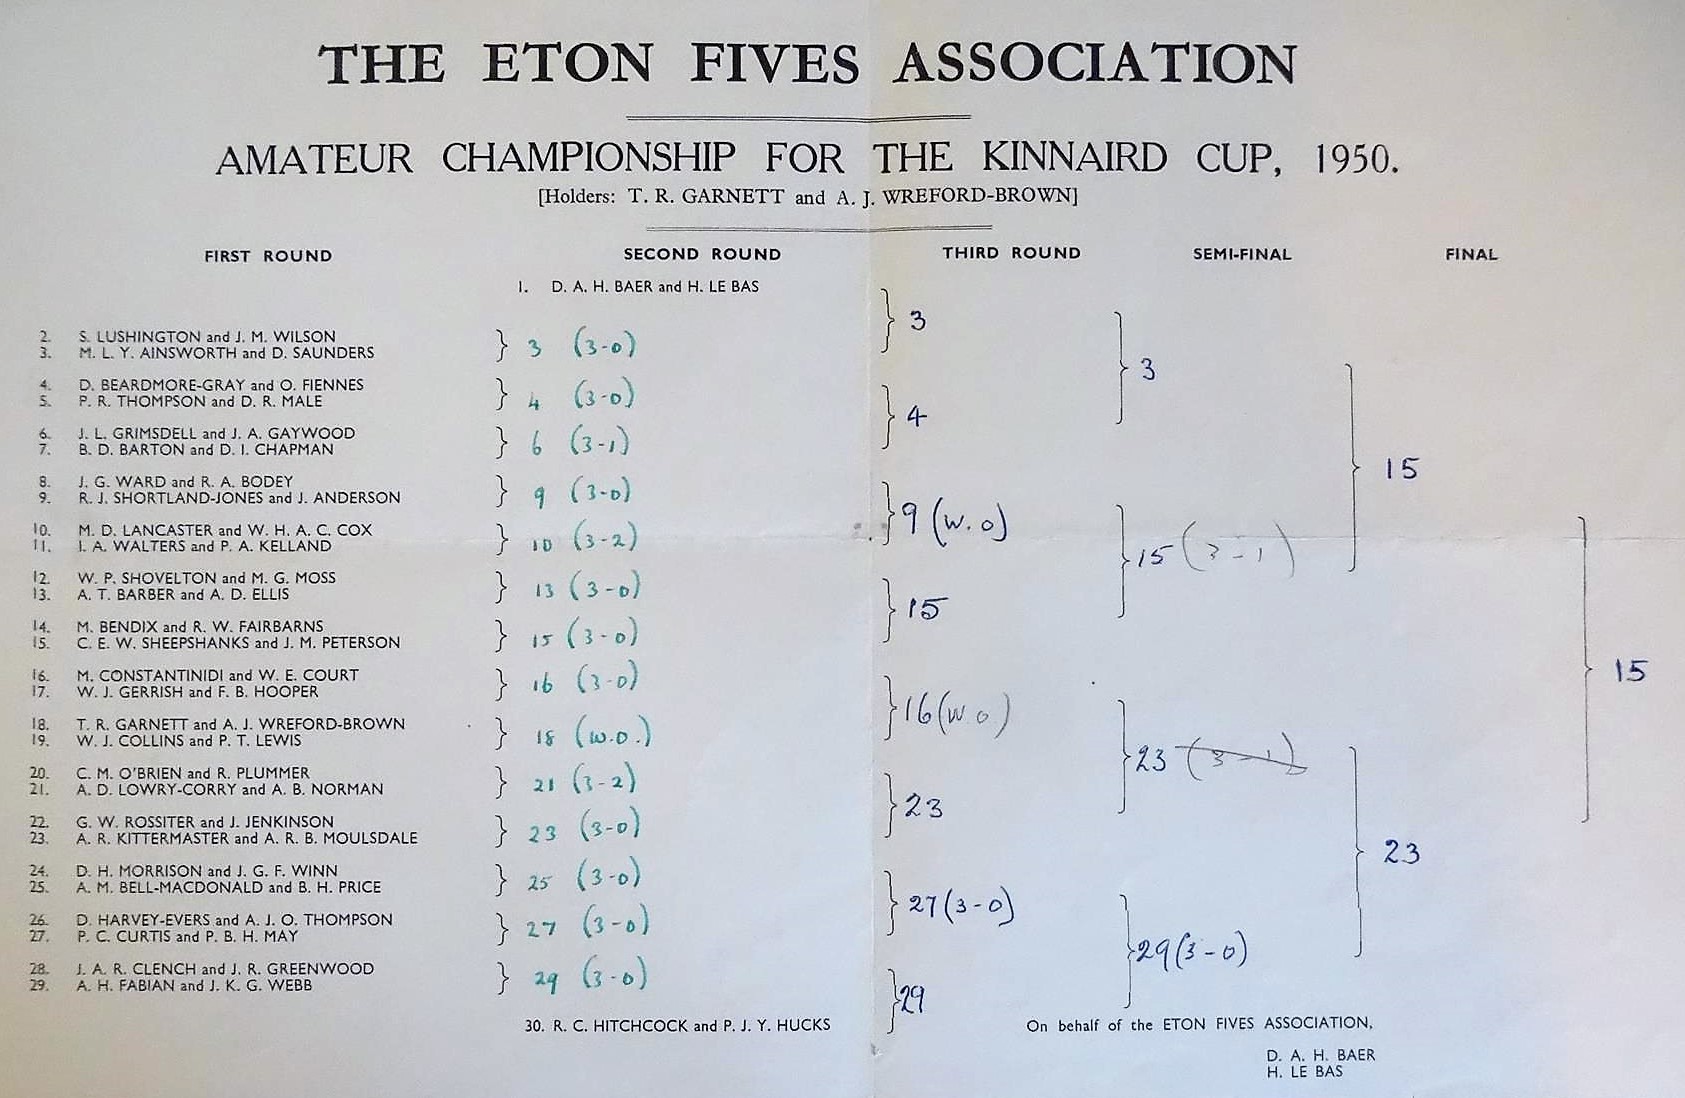 THE ETON FIVES ASSOCIATION
AMATEUR CHAMPIONSHIP FOR THE KINNAIRD CUP, 1950.
[Holders: T. R. GARNETT and A. J. WREFORD-BROWN]
FIRST ROUND
2. S. LUSHINGTON and J. M. WILSON
3. M. L. Y. AINSWORTH and D. SAUNDERS
4. D. BEARDMORE-GRAY and O. FIENNES
5. P. R. THOMPSON and D. R. MALE
6. J. L. GRIMSDELL and J. A. GAYWOOD
7. B. D. BARTON and D. I. CHAPMAN
8. J. G. WARD and R. A. BODEY
9. R. J. SHORTLAND-JONES and J. ANDERSON
10. M. D. LANCASTER and W. H. A. C. COX
11. I. A. WALTERS and P. A. KELLAND
12. W. P. SHOVELTON and M. G. MOSS
13. A. T. BARBER and A. D. ELLIS
14. M. BENDIX and R. W. FAIRBARNS
15. C. E. W. SHEEPSHANKS and J. M. PETERSON
16. M. CONSTANTINIDI and W. E. COURT
17. W. J. GERRISH and F. B. HOOPER
18. T. R. GARNETT and A. J. WREFORD-BROWN
19. W. J. COLLINS and P. T. LEWIS
20. C. M. O'BRIEN and R. PLUMMER
21. A. D. LOWRY-CORRY and A. B. NORMAN
22. G. W. ROSSITER and J. JENKINSON
23. A. R. KITTERMASTER and A. R. B. MOULSDALE
24. D. H. MORRISON and J. G. F. WINN
25. A. M. BELL-MACDONALD and B. H. PRICE
26. D. HARVEY-EVERS and A. J. O. THOMPSON
27. P. C. CURTIS and P. B. H. MAY
28. J. A. R. CLENCH and J. R. GREENWOOD
29. A. H. FABIAN and J. K. G. WEBB
SECOND ROUND
1. D. A. H. BAER and H. LE BAS
3 (3-0)
4 (3-0)
6 (3-1)
9 (3-0)
10 (3-2)
13 (3-0)
15 (3-0)
16 (3-0)
18 (W.O.)
21 (3-2)
23 (3-0)
25 (3-0)
27 (3-0)
29 (3-0)
30. R. C. HITCHCOCK and P. J. Y. HUCKS
THIRD ROUND
3
4
9 (W.O)
15
16 (W.O)
23
27 (3-0)
29
SEMI-FINAL
3
15 (3-1)
23 (3-1)
29 (3-0)
FINAL
15
23
15
On behalf of the ETON FIVES ASSOCIATION,
D. A. H. BAER
H. LE BAS